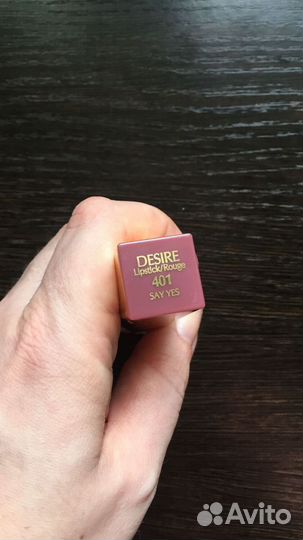 DESIRE
Lipstick/Rouge
401
SAY YES
Avito